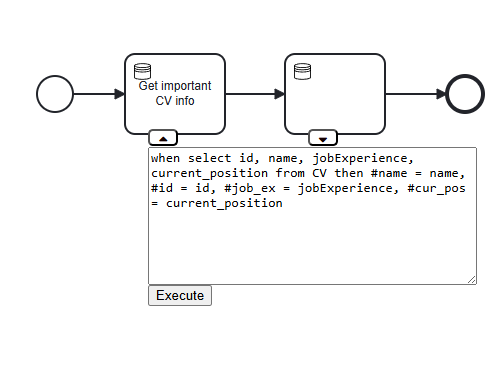 Get important
CV info
when select id, name, jobExperience,
current_position from CV then #name = name,
#id = id, #job_ex = jobExperience, #cur_pos
= current_position
Execute